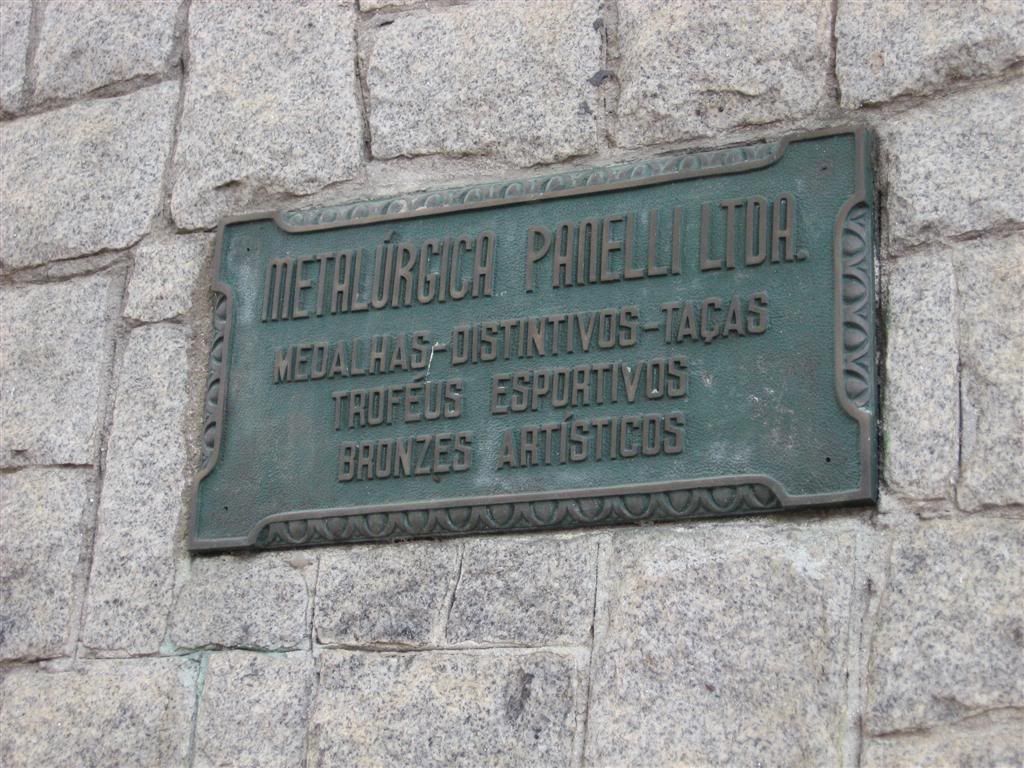 METALÚRGICA PANELLI LTDA.
MEDALHAS-DISTINTIVOS-TAÇAS
TROFÉUS ESPORTIVOS
BRONZES ARTÍSTICOS